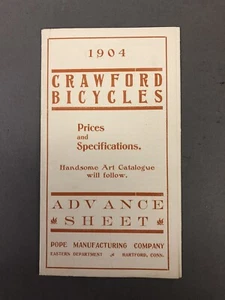 1904
CRAWFORD
BICYCLES
Prices
and
Specifications.
Handsome Art Catalogue
will follow.
ADVANCE
SHEET
POPE MANUFACTURING COMPANY
EASTERN DEPARTMENT HARTFORD, CONN.